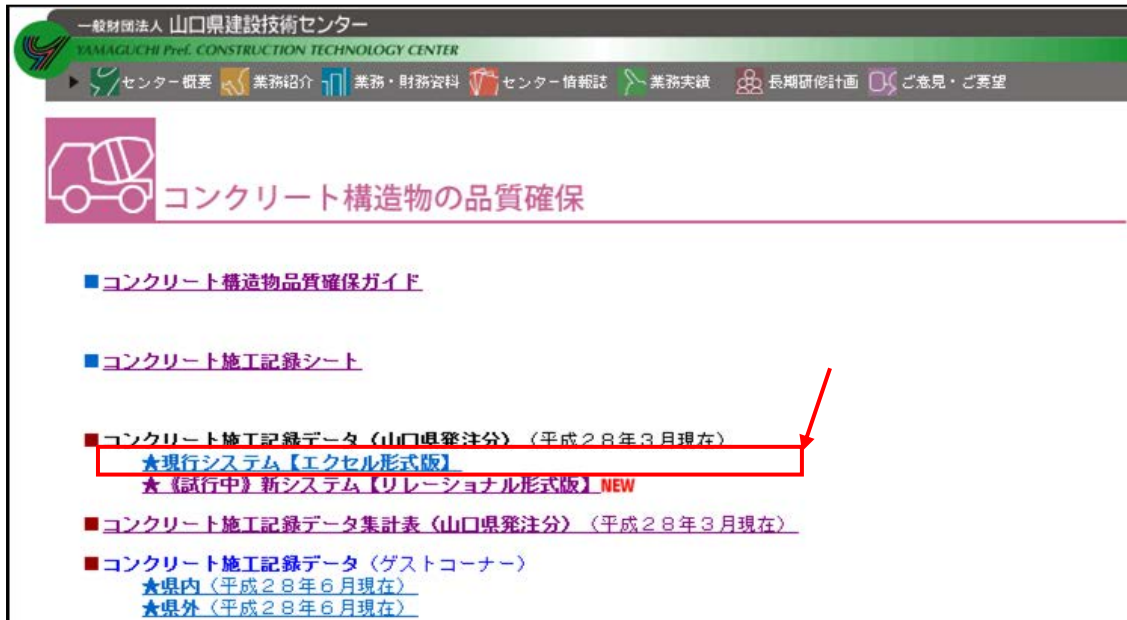 一般財団法人 山口県建設技術センター
YAMAGUCHI Pref. CONSTRUCTION TECHNOLOGY CENTER
センター概要 業務紹介 業務・財務資料 センター情報誌 業務実績 長期研修計画 ご意見・ご要望
コンクリート構造物の品質確保
■コンクリート構造物品質確保ガイド
■コンクリート施工記録シート
■コンクリート施工記録データ（山口県発注分）（平成２８年３月現在）
★現行システム【エクセル形式版】
★《試行中》新システム【リレーショナル形式版】NEW
■コンクリート施工記録データ集計表（山口県発注分）（平成２８年３月現在）
■コンクリート施工記録データ（ゲストコーナー）
★県内（平成２８年６月現在）
★県外（平成２８年６月現在）